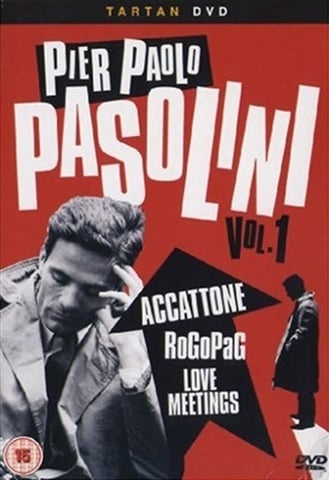 TARTAN DVD
PIER PAOLO
PASOLINI
VOL.1
ACCATTONE
RoGoPaG
LOVE
MEETINGS
15
DVD